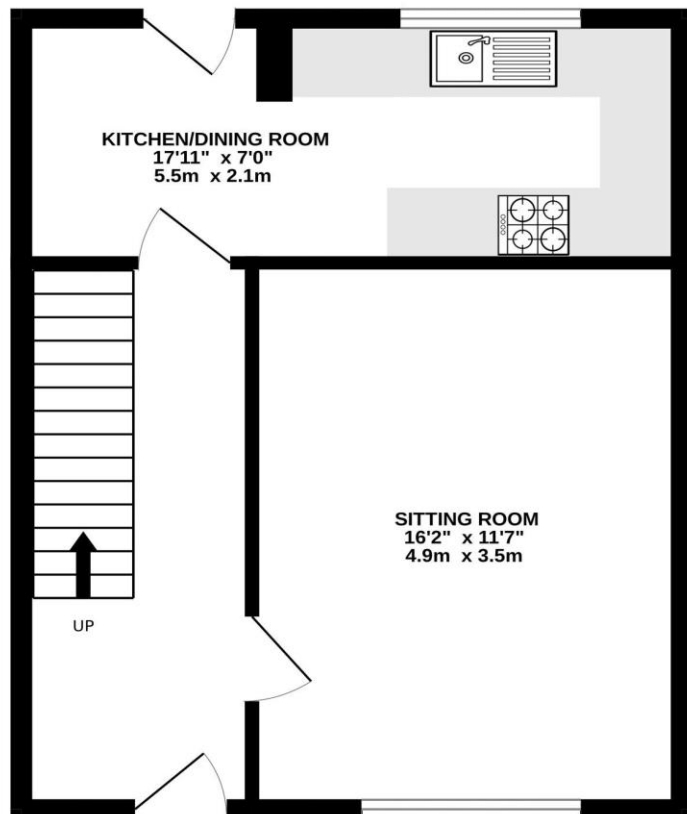 KITCHEN/DINING ROOM
17'11" x 7'0"
5.5m x 2.1m
SITTING ROOM
16'2" x 11'7"
4.9m x 3.5m
UP